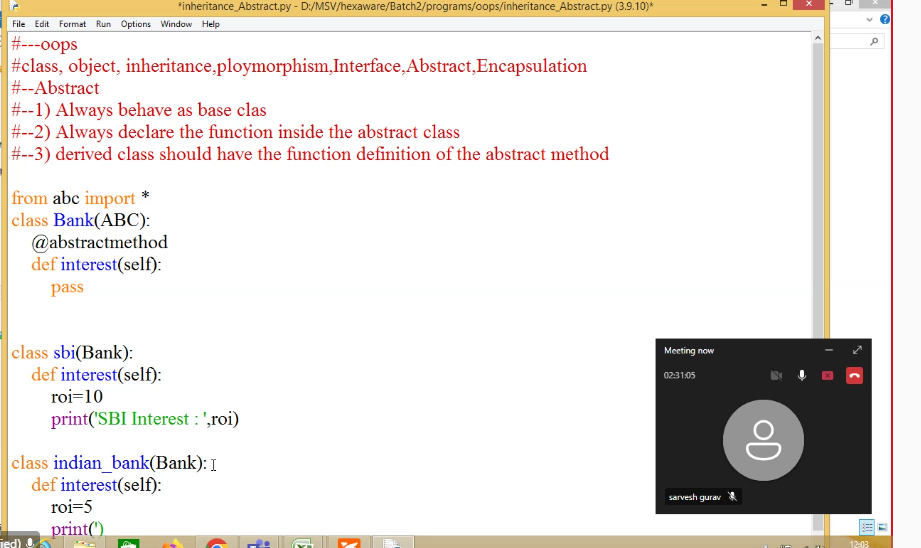 *inheritance_Abstract.py - D:/MSV/hexaware/Batch2/programs/oops/inheritance_Abstract.py (3.9.10)*
File Edit Format Run Options Window Help
#---oops
#class, object, inheritance,ploymorphism,Interface,Abstract,Encapsulation
#--Abstract
#--1) Always behave as base clas
#--2) Always declare the function inside the abstract class
#--3) derived class should have the function definition of the abstract method
from abc import *
class Bank(ABC):
@abstractmethod
def interest(self):
pass
class sbi(Bank):
def interest(self):
roi=10
print('SBI Interest : ',roi)
class indian_bank(Bank):
def interest(self):
roi=5
print(')
Meeting now
02:31:05
sarvesh gurav
12:03